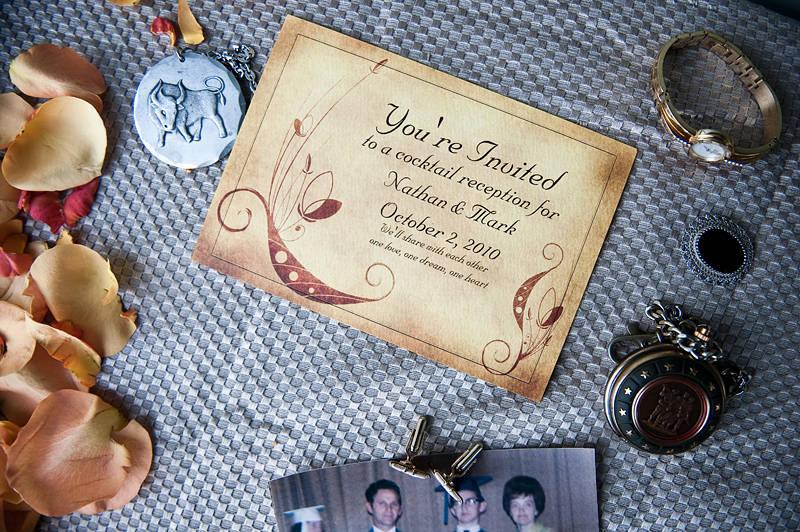 You're Invited
to a cocktail reception for
Nathan & Mark
October 2, 2010
We'll share with each other
one love, one dream, one heart